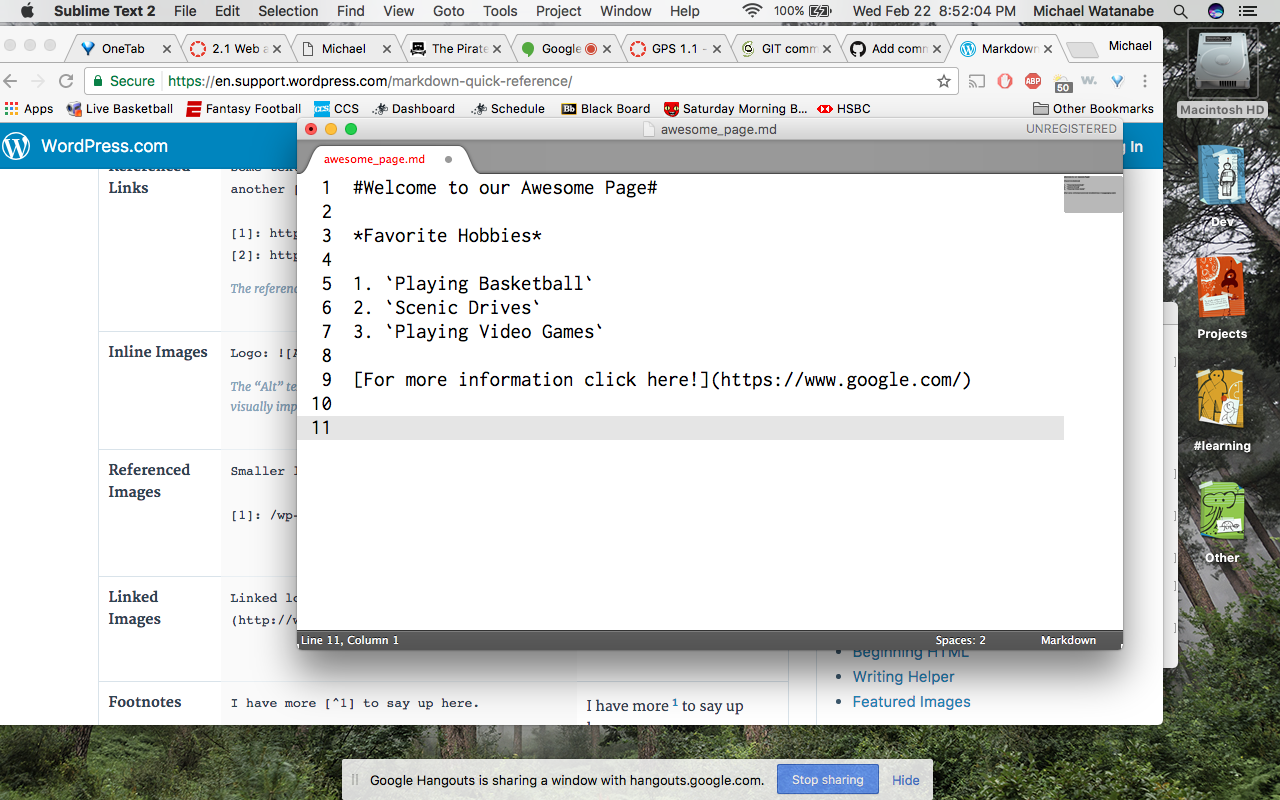 Sublime Text 2 File Edit Selection Find View Goto Tools Project Window Help 100% Wed Feb 22 8:52:04 PM Michael Watanabe
OneTab 2.1 Web a Michael The Pirate Google GPS 1.1 - GIT comm Add comm Markdown Michael
Secure https://en.support.wordpress.com/markdown-quick-reference/ ABP 50 W.
Apps Live Basketball Fantasy Football CCS Dashboard Schedule Bb Black Board Saturday Morning B... HSBC Other Bookmarks
Macintosh HD
awesome_page.md UNREGISTERED
WordPress.com In
awesome_page.md
Referenced
Links
another [
[1]: http
[2]: http
The referenc
1 #Welcome to our Awesome Page#
2
3 *Favorite Hobbies*
4
5 1. `Playing Basketball`
6 2. `Scenic Drives`
7 3. `Playing Video Games`
8
9 [For more information click here!](https://www.google.com/)
10
11
Inline Images Logo: ![A
The “Alt” te
visually imp
Referenced
Images
Smaller l
[1]: /wp-
Linked
Images
Linked lo
(http://w
Line 11, Column 1 Spaces: 2 Markdown
Footnotes I have more [^1] to say up here. I have more 1 to say up
Beginning HTML
Writing Helper
Featured Images
Dev
Projects
#learning
Other
Google Hangouts is sharing a window with hangouts.google.com. Stop sharing Hide